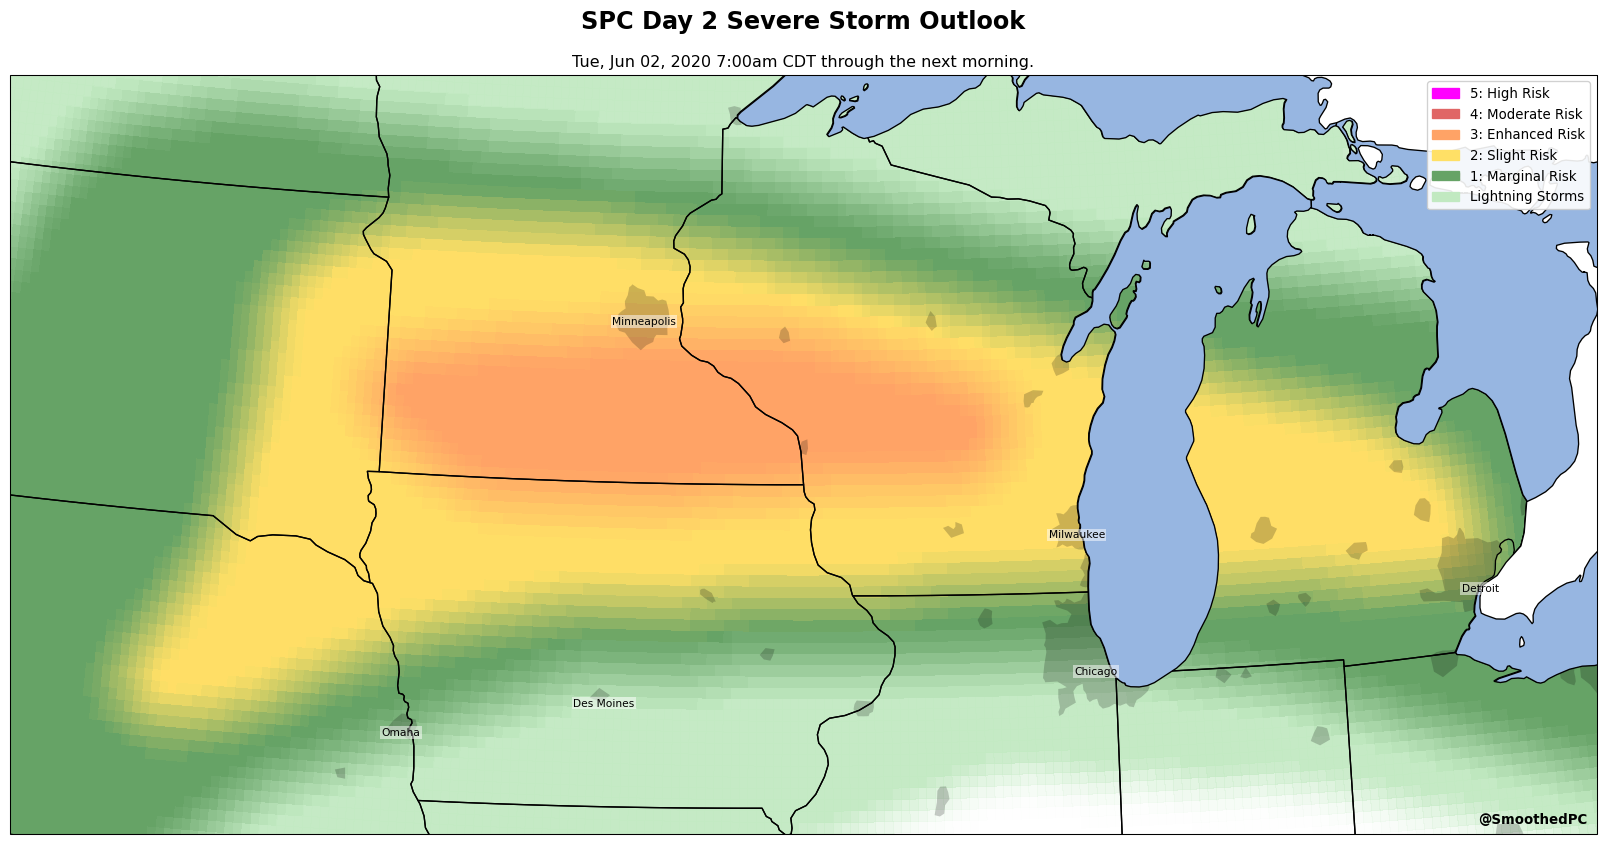 SPC Day 2 Severe Storm Outlook
Tue, Jun 02, 2020 7:00am CDT through the next morning.
5: High Risk
4: Moderate Risk
3: Enhanced Risk
2: Slight Risk
1: Marginal Risk
Lightning Storms
Minneapolis
Milwaukee
Detroit
Chicago
Des Moines
Omaha
@SmoothedPC